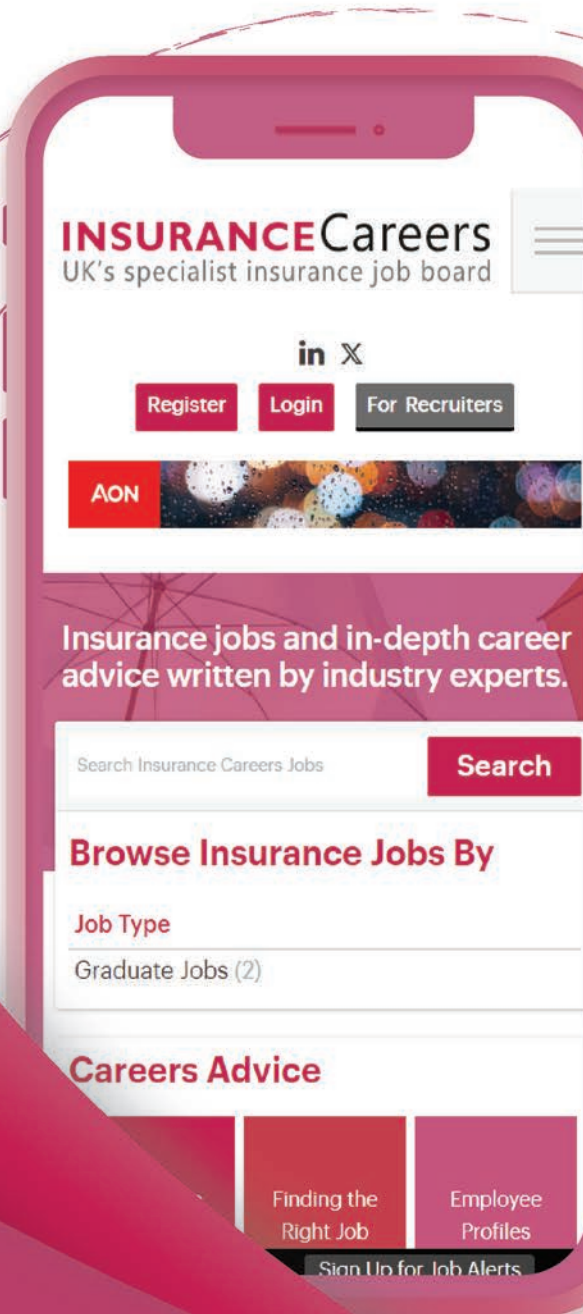 INSURANCECareers
UK's specialist insurance job board
in X
Register Login For Recruiters
AON
Insurance jobs and in-depth career
advice written by industry experts.
Search Insurance Careers Jobs Search
Browse Insurance Jobs By
Job Type
Graduate Jobs (2)
Careers Advice
Finding the Employee
Right Job Profiles
Sign Up for Job Alerts